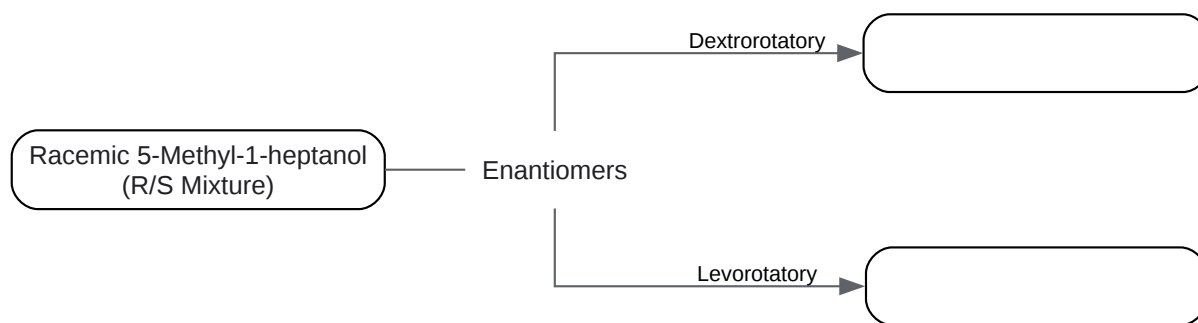 Dextrorotatory
Racemic 5-Methyl-1-heptanol
(R/S Mixture)
Enantiomers
Levorotatory